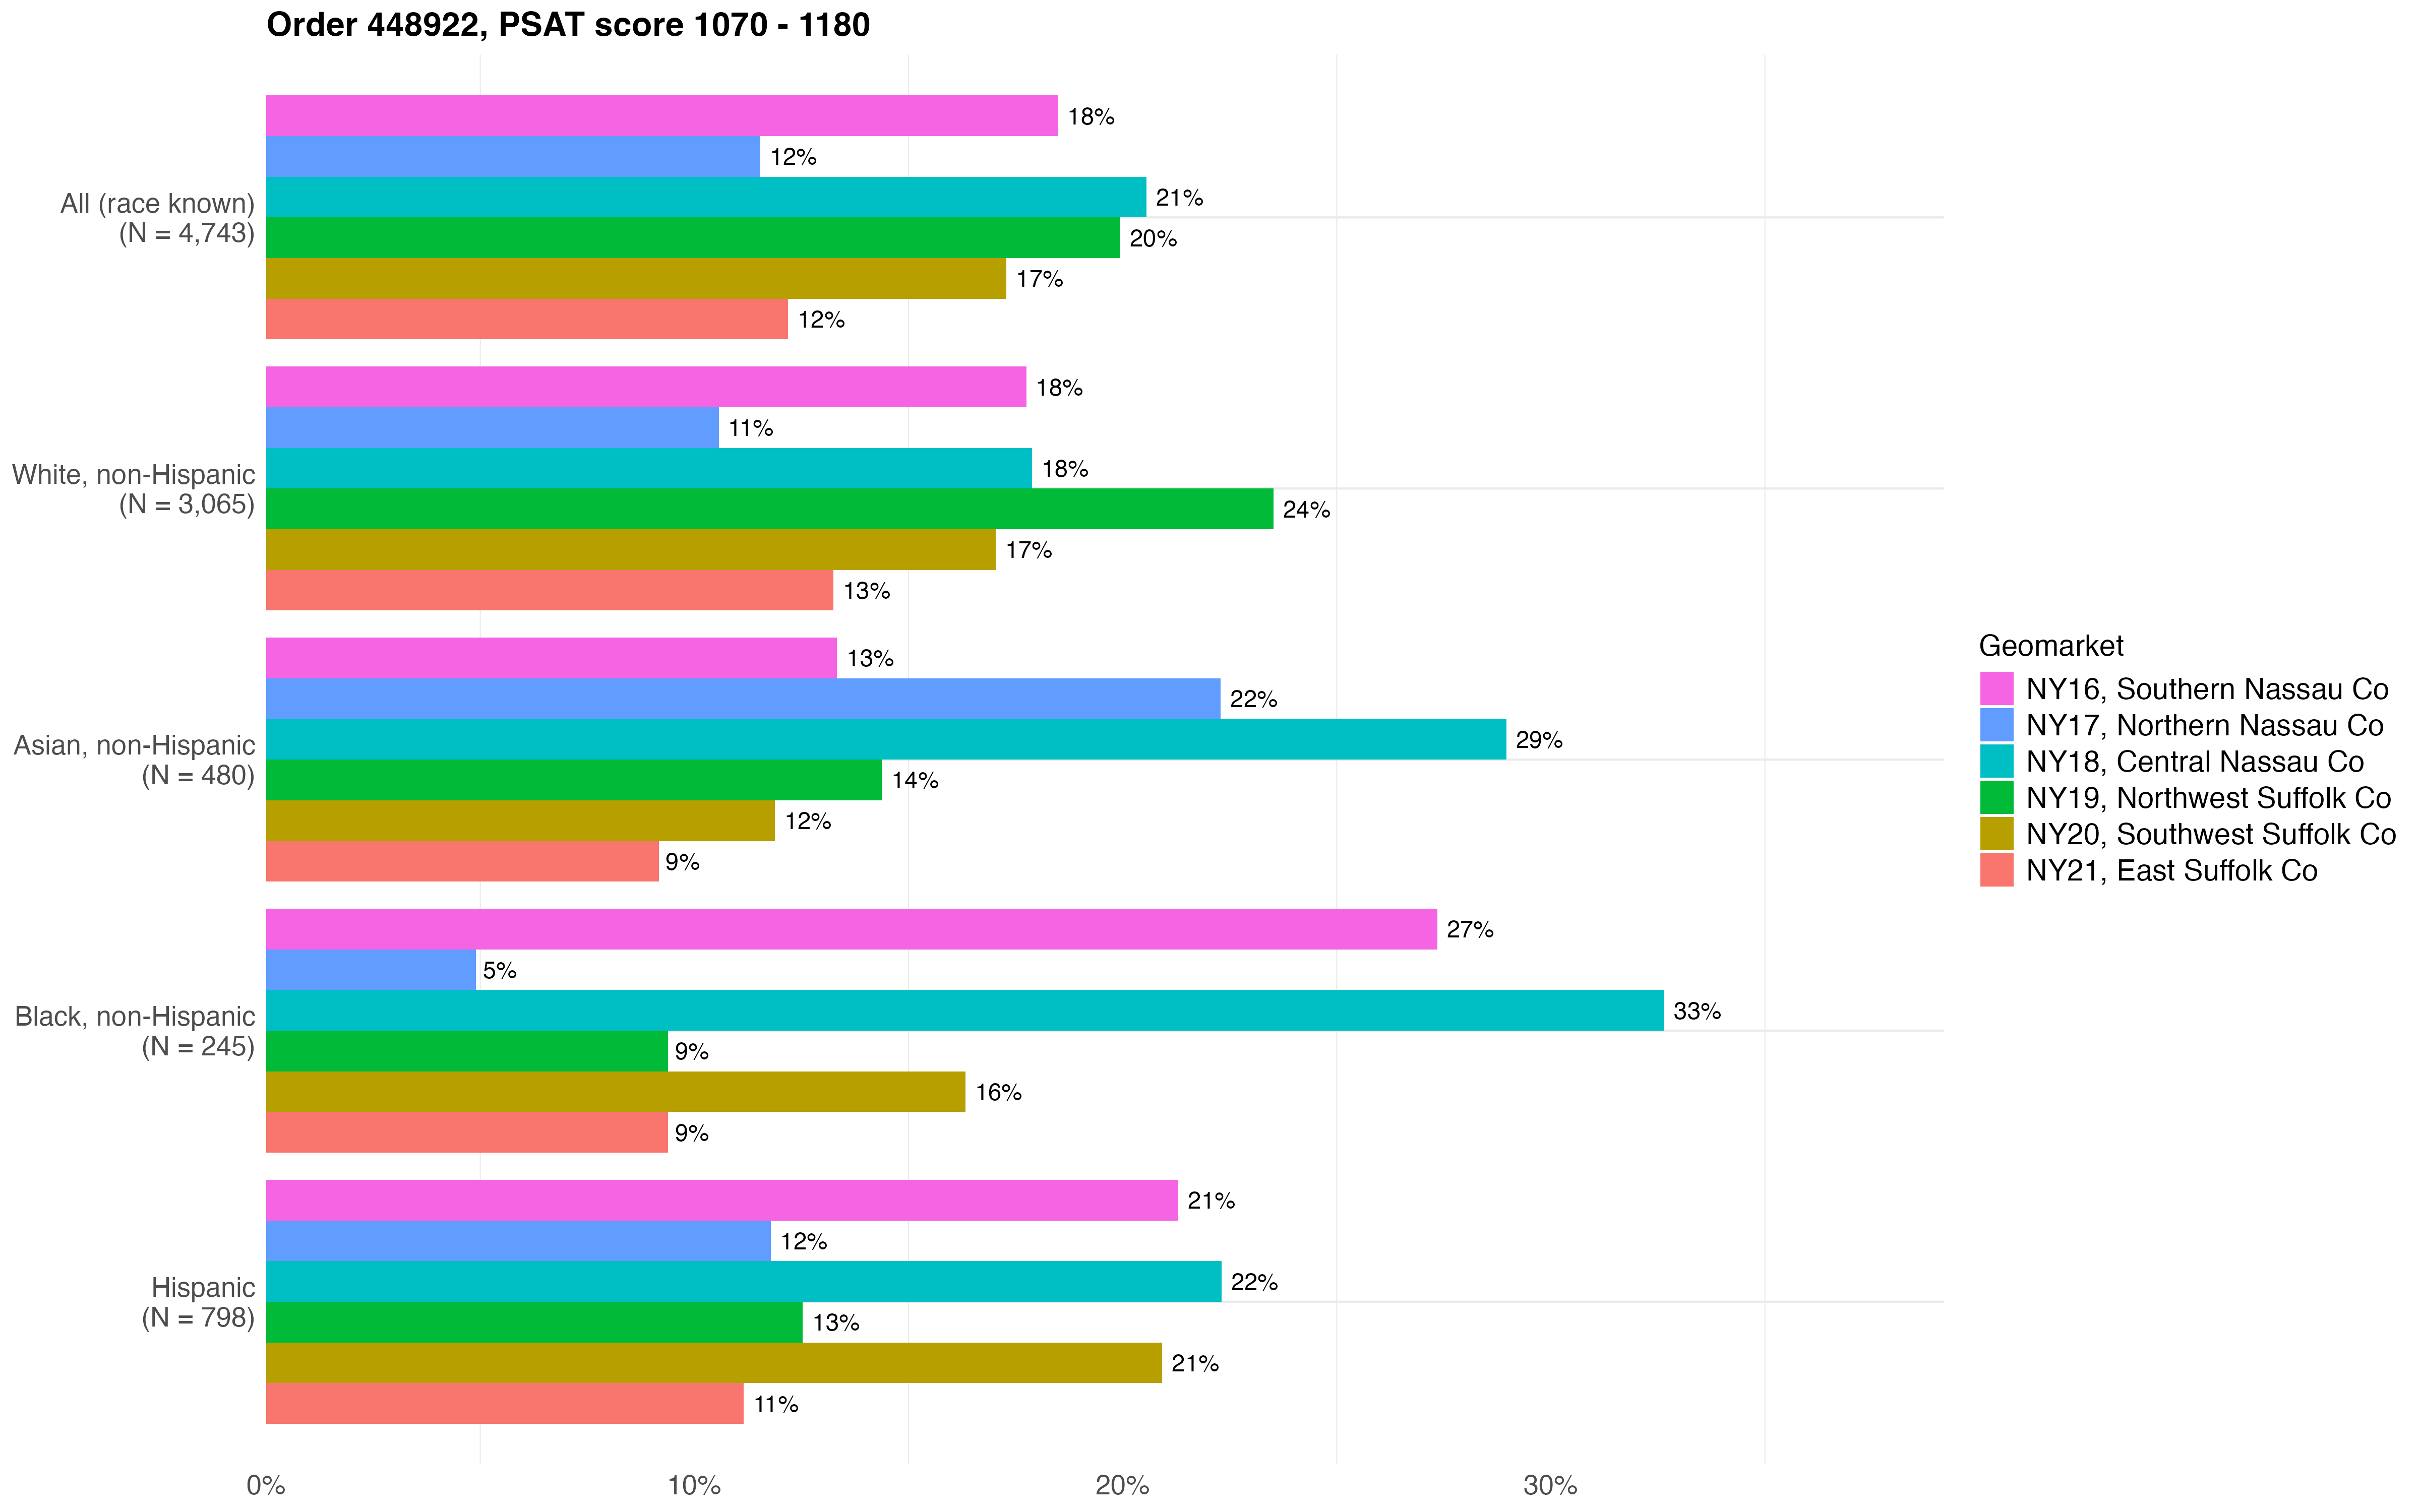 Order 448922, PSAT score 1070 - 1180
All (race known)
(N = 4,743)
18%
12%
21%
20%
17%
12%
White, non-Hispanic
(N = 3,065)
18%
11%
18%
24%
17%
13%
Asian, non-Hispanic
(N = 480)
13%
22%
29%
14%
12%
9%
Black, non-Hispanic
(N = 245)
27%
5%
33%
9%
16%
9%
Hispanic
(N = 798)
21%
12%
22%
13%
21%
11%
0% 10% 20% 30%
Geomarket
NY16, Southern Nassau Co
NY17, Northern Nassau Co
NY18, Central Nassau Co
NY19, Northwest Suffolk Co
NY20, Southwest Suffolk Co
NY21, East Suffolk Co